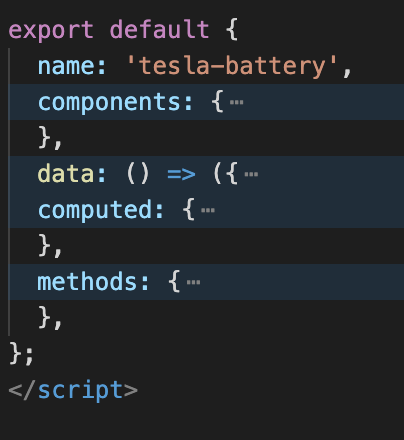 export default {
name: 'tesla-battery',
components: {⋯
},
data: () => ({⋯
computed: {⋯
},
methods: {⋯
},
};
</script>